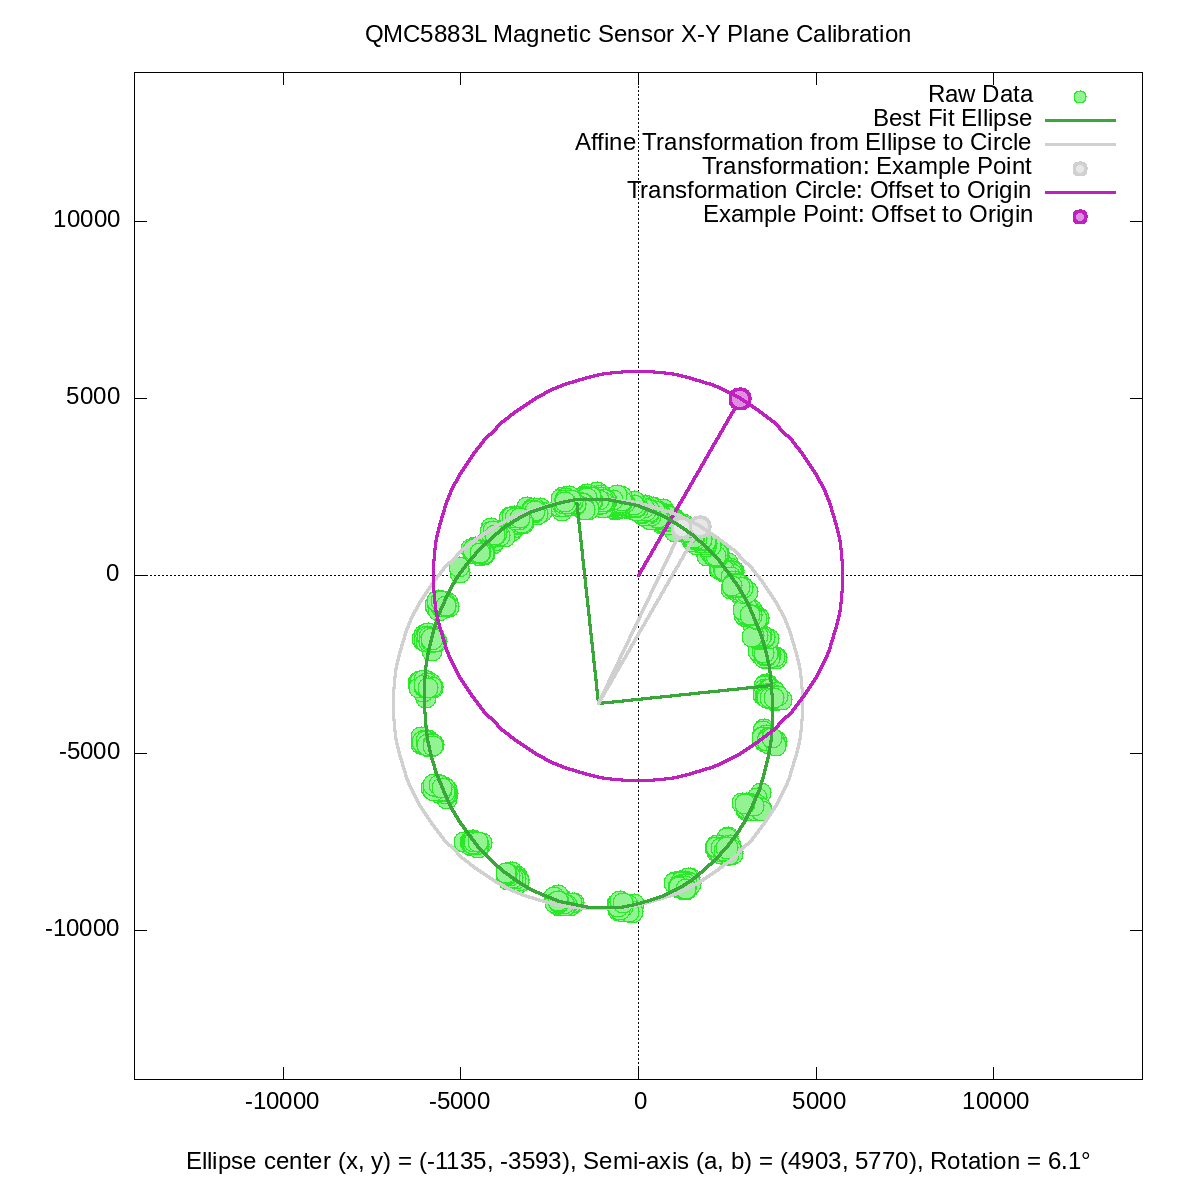 QMC5883L Magnetic Sensor X-Y Plane Calibration
Raw Data
Best Fit Ellipse
Affine Transformation from Ellipse to Circle
Transformation: Example Point
Transformation Circle: Offset to Origin
Example Point: Offset to Origin
10000
5000
0
-5000
-10000
-10000 -5000 0 5000 10000
Ellipse center (x, y) = (-1135, -3593), Semi-axis (a, b) = (4903, 5770), Rotation = 6.1°